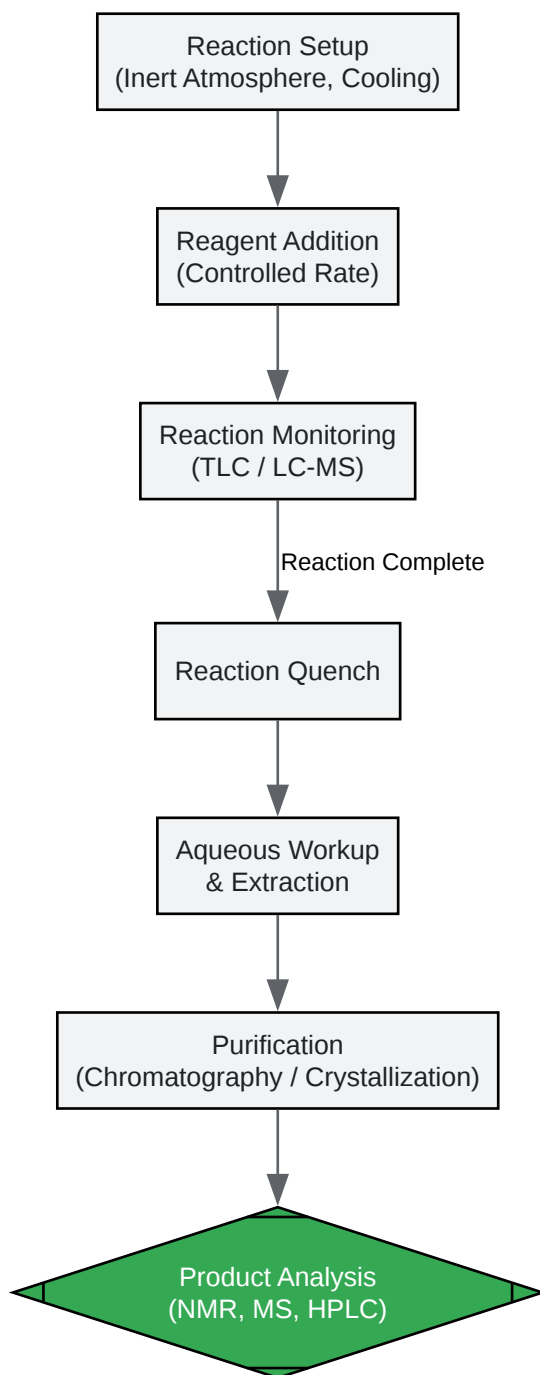 Reaction Setup
(Inert Atmosphere, Cooling)
Reagent Addition
(Controlled Rate)
Reaction Monitoring
(TLC / LC-MS)
Reaction Complete
Reaction Quench
Aqueous Workup
& Extraction
Purification
(Chromatography / Crystallization)
Product Analysis
(NMR, MS, HPLC)